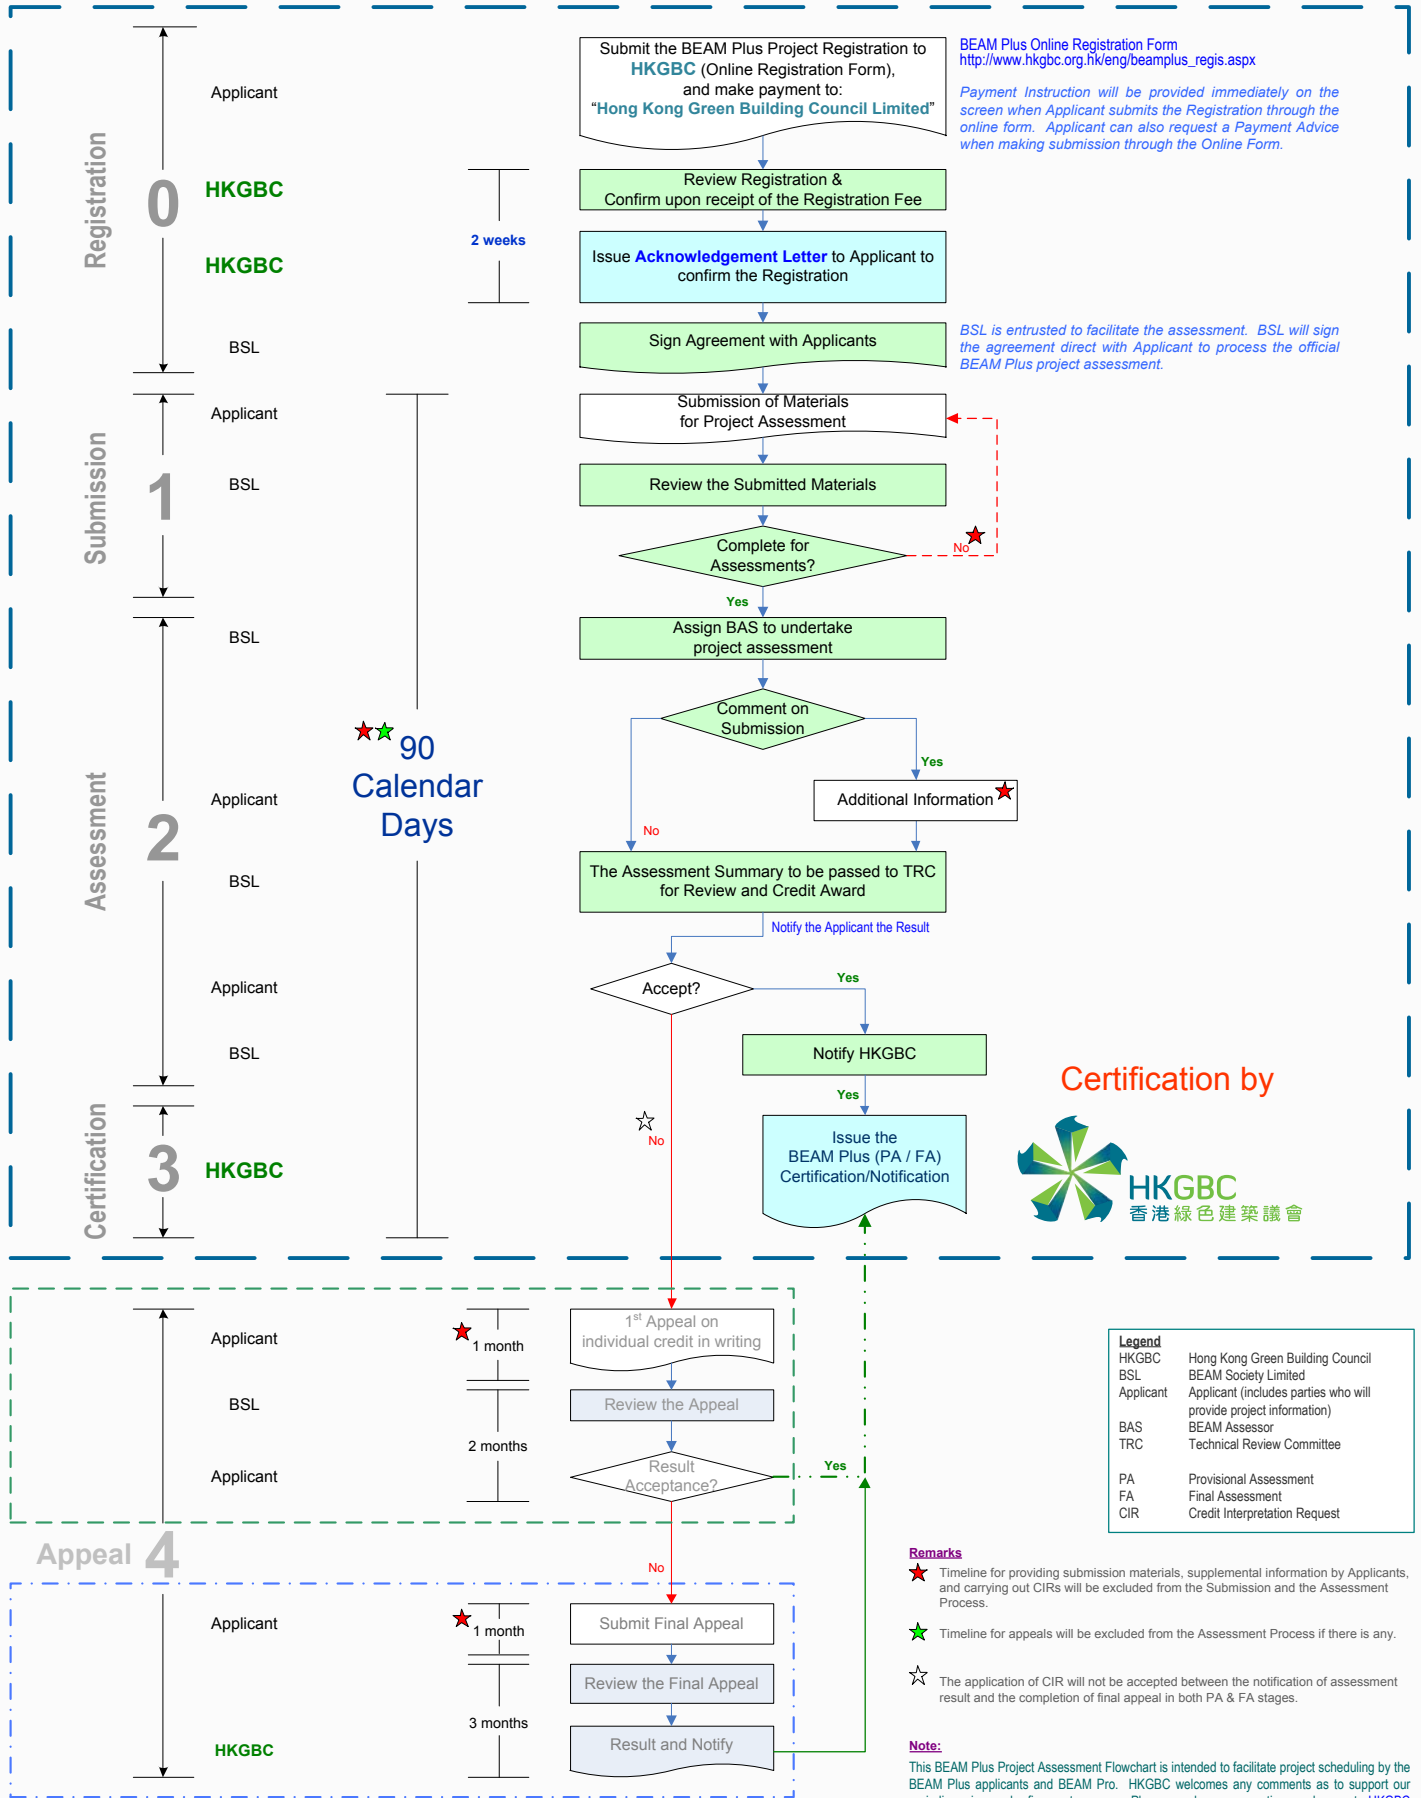 Submit the BEAM Plus Project Registration to
HKGBC (Online Registration Form),
and make payment to:
“Hong Kong Green Building Council Limited”
BEAM Plus Online Registration Form
http://www.hkgbc.org.hk/eng/beamplus_regis.aspx
Payment Instruction will be provided immediately on the
screen when Applicant submits the Registration through the
online form. Applicant can also request a Payment Advice
when making submission through the Online Form.
Registration
0
Applicant
HKGBC
HKGBC
BSL
2 weeks
Review Registration &
Confirm upon receipt of the Registration Fee
Issue Acknowledgement Letter to Applicant to
confirm the Registration
Sign Agreement with Applicants
BSL is entrusted to facilitate the assessment. BSL will sign
the agreement direct with Applicant to process the official
BEAM Plus project assessment.
Submission
1
Applicant
BSL
Submission of Materials
for Project Assessment
Review the Submitted Materials
Complete for
Assessments?
No
Yes
Assessment
2
BSL
Applicant
BSL
Applicant
BSL
90
Calendar
Days
Assign BAS to undertake
project assessment
Comment on
Submission
Yes
Additional Information
No
The Assessment Summary to be passed to TRC
for Review and Credit Award
Notify the Applicant the Result
Accept?
Yes
Notify HKGBC
Yes
No
Certification
3
HKGBC
Issue the
BEAM Plus (PA / FA)
Certification/Notification
Certification by
HKGBC
香港綠色建築議會
Appeal 4
Applicant
BSL
Applicant
1 month
2 months
1st Appeal on
individual credit in writing
Review the Appeal
Result
Acceptance?
Yes
No
Applicant
HKGBC
1 month
3 months
Submit Final Appeal
Review the Final Appeal
Result and Notify
Legend
HKGBC Hong Kong Green Building Council
BSL BEAM Society Limited
Applicant Applicant (includes parties who will
provide project information)
BAS BEAM Assessor
TRC Technical Review Committee
PA Provisional Assessment
FA Final Assessment
CIR Credit Interpretation Request
Remarks
Timeline for providing submission materials, supplemental information by Applicants,
and carrying out CIRs will be excluded from the Submission and the Assessment
Process.
Timeline for appeals will be excluded from the Assessment Process if there is any.
The application of CIR will not be accepted between the notification of assessment
result and the completion of final appeal in both PA & FA stages.
Note:
This BEAM Plus Project Assessment Flowchart is intended to facilitate project scheduling by the
BEAM Plus applicants and BEAM Pro. HKGBC welcomes any comments as to support our